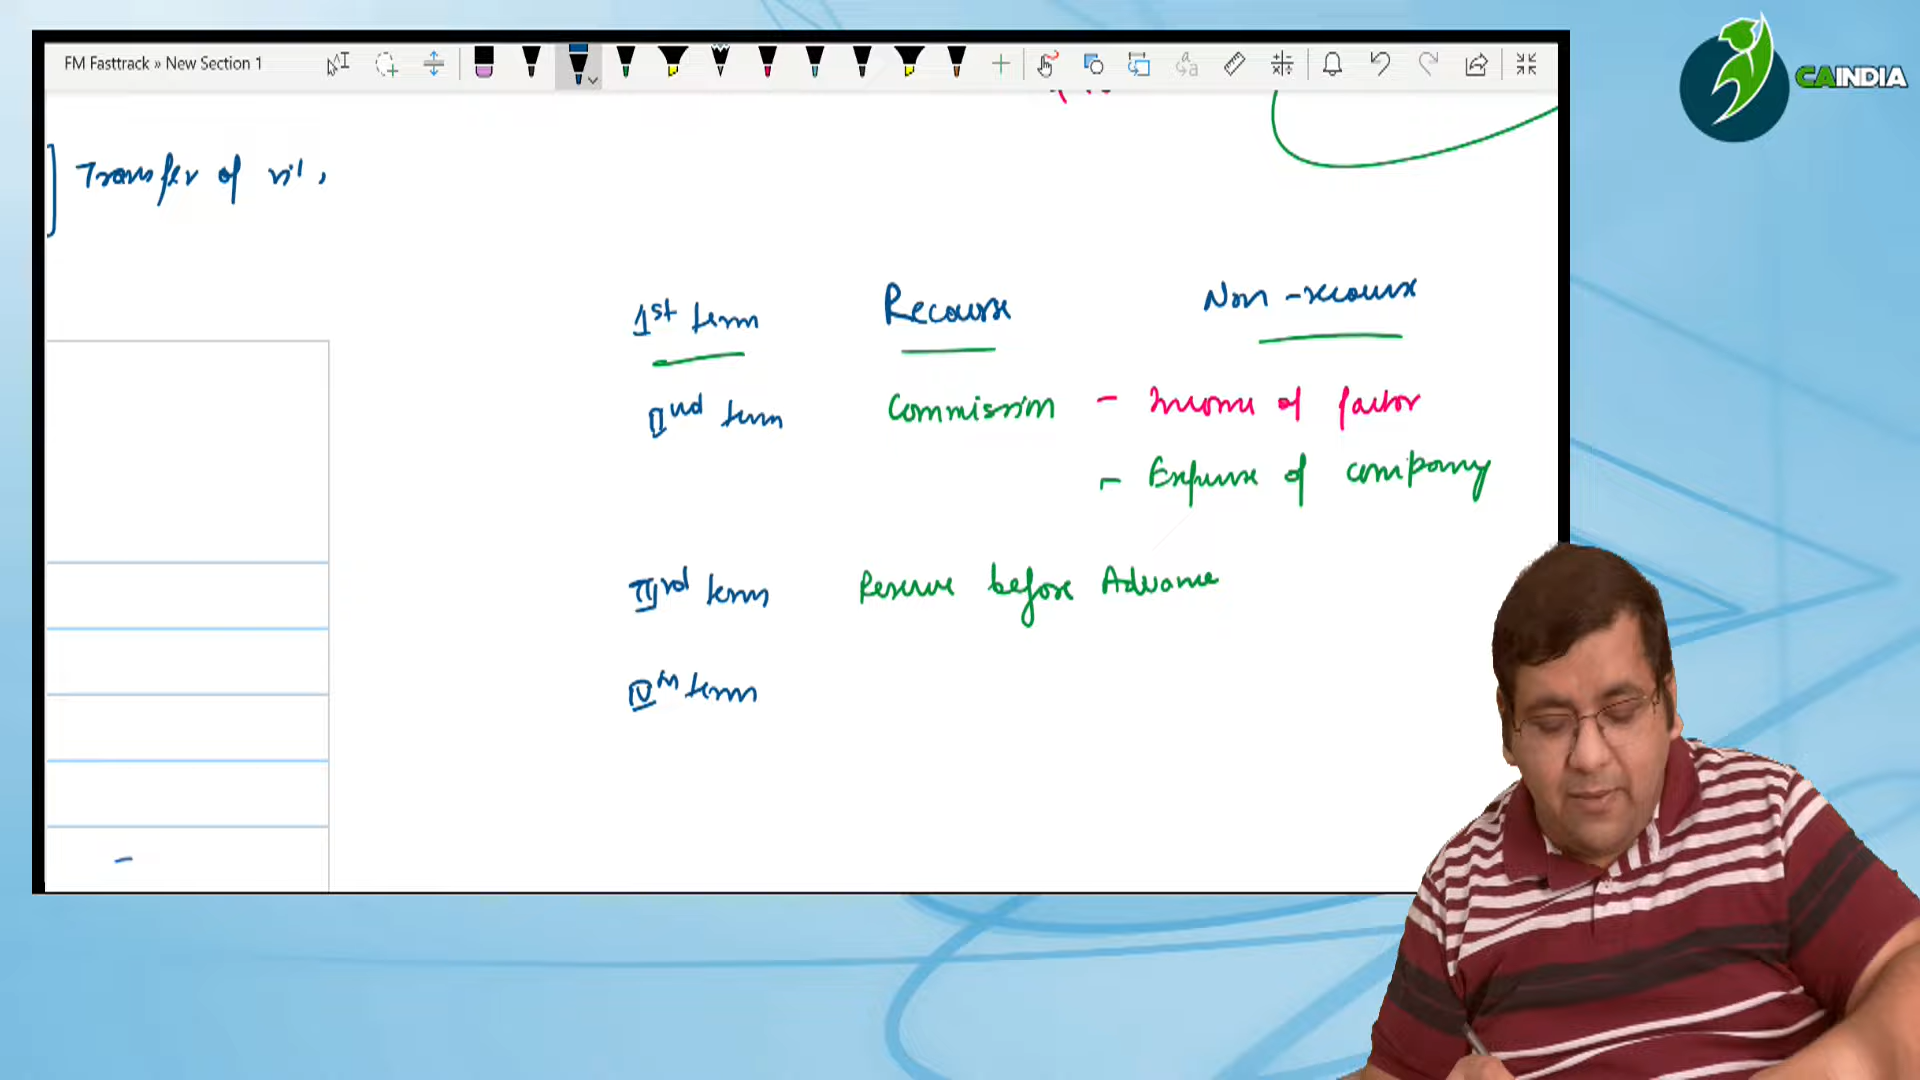 FM Fasttrack » New Section 1
CAINDIA
Transfer of
1st term Recourse Non-recourse
IInd term Commission - Income of factor
- Expense of company
IIIrd term Reserve before Advance
IVth term